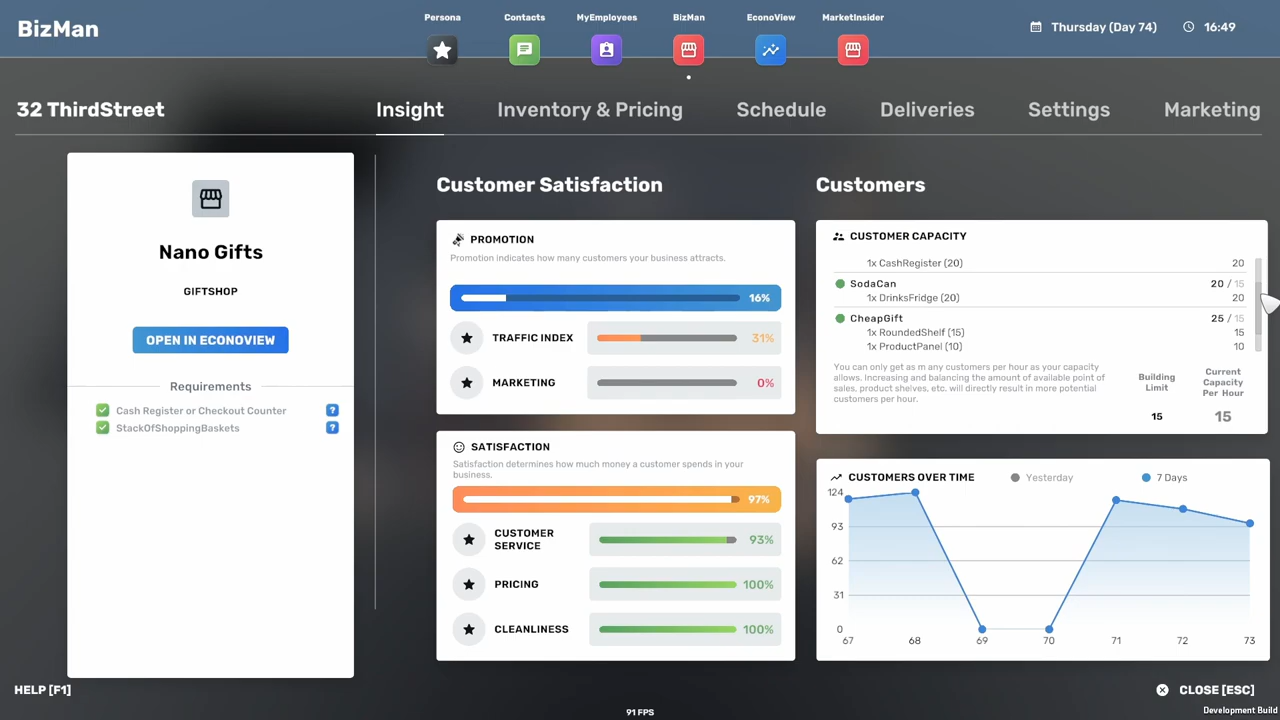 BizMan
Persona
Contacts
MyEmployees
BizMan
EconoView
MarketInsider
Thursday (Day 74)
16:49
32 ThirdStreet
Insight
Inventory & Pricing
Schedule
Deliveries
Settings
Marketing
Nano Gifts
GIFTSHOP
OPEN IN ECONOVIEW
Requirements
Cash Register or Checkout Counter
?
StackOfShoppingBaskets
?
Customer Satisfaction
PROMOTION
Promotion indicates how many customers your business attracts.
16%
TRAFFIC INDEX
31%
MARKETING
0%
SATISFACTION
Satisfaction determines how much money a customer spends in your
business.
97%
CUSTOMER
SERVICE
93%
PRICING
100%
CLEANLINESS
100%
Customers
CUSTOMER CAPACITY
1x CashRegister (20) 20
SodaCan 20 / 15
1x DrinksFridge (20) 20
CheapGift 25 / 15
1x RoundedShelf (15) 15
1x ProductPanel (10) 10
You can only get as m any customers per hour as your capacity
allows. Increasing and balancing the amount of available point of
sales, product shelves, etc. will directly result in more potential
customers per hour.
Building
Limit
15
Current
Capacity
Per Hour
15
CUSTOMERS OVER TIME
Yesterday
7 Days
124
93
62
31
0
67 68 69 70 71 72 73
HELP [F1]
91 FPS
CLOSE [ESC]
Development Build